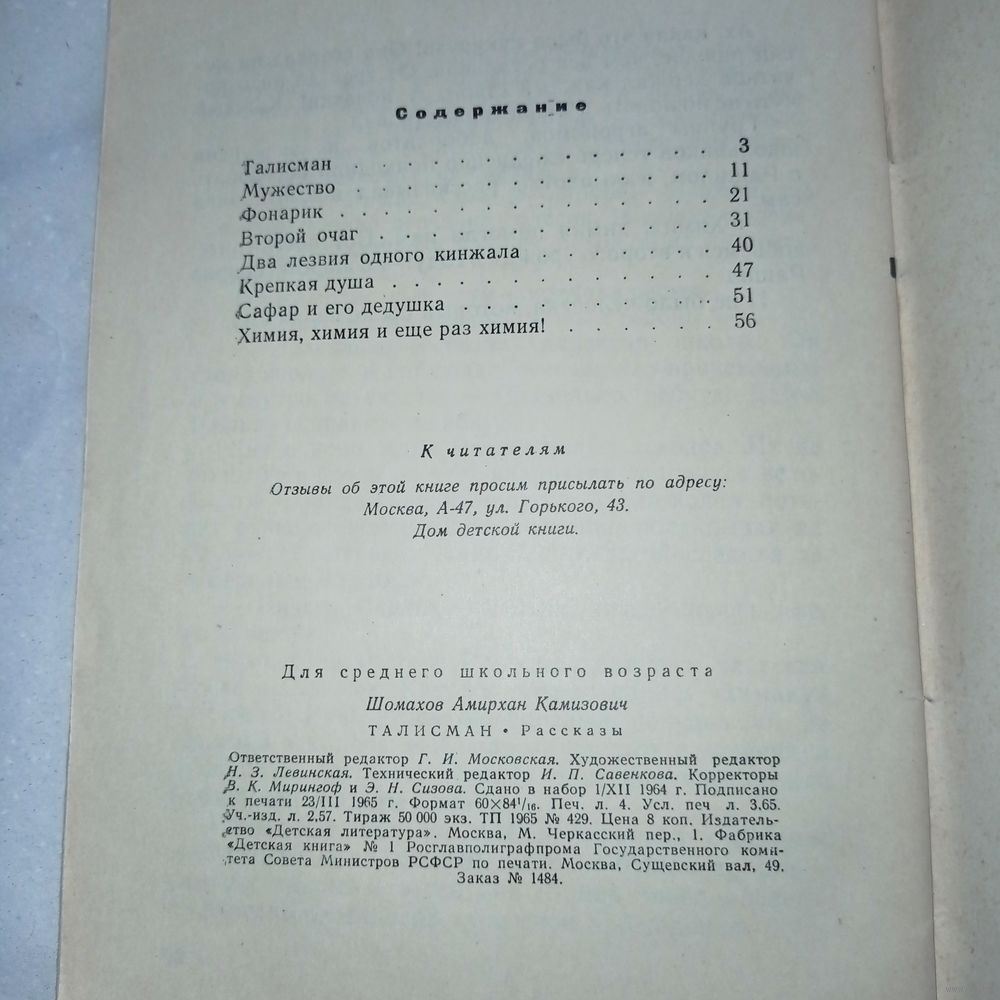 Содержание
Талисман . . . . . . . . . . . . 3
Мужество . . . . . . . . . . . . 11
Фонарик . . . . . . . . . . . . . 21
Второй очаг . . . . . . . . . . . 31
Два лезвия одного кинжала . . . . . . 40
Крепкая душа . . . . . . . . . . . 47
Сафар и его дедушка . . . . . . . . . 51
Химия, химия и еще раз химия! . . . . . . 56
К читателям
Отзывы об этой книге просим присылать по адресу:
Москва, А-47, ул. Горького, 43.
Дом детской книги.
Для среднего школьного возраста
Шомахов Амирхан Камизович
ТАЛИСМАН • Рассказы
Ответственный редактор Г. И. Московская. Художественный редактор
Н. З. Левинская. Технический редактор И. П. Савенкова. Корректоры
В. К. Мирингоф и Э. Н. Сизова. Сдано в набор 1/XII 1964 г. Подписано
к печати 23/III 1965 г. Формат 60×84¹/₁₆. Печ. л. 4. Усл. печ л. 3.65.
Уч.-изд. л. 2.57. Тираж 50 000 экз. ТП 1965 № 429. Цена 8 коп. Издатель-
ство «Детская литература». Москва, М. Черкасский пер., 1. Фабрика
«Детская книга» № 1 Росглавполиграфпрома Государственного коми-
тета Совета Министров РСФСР по печати. Москва, Сущевский вал, 49.
Заказ № 1484.